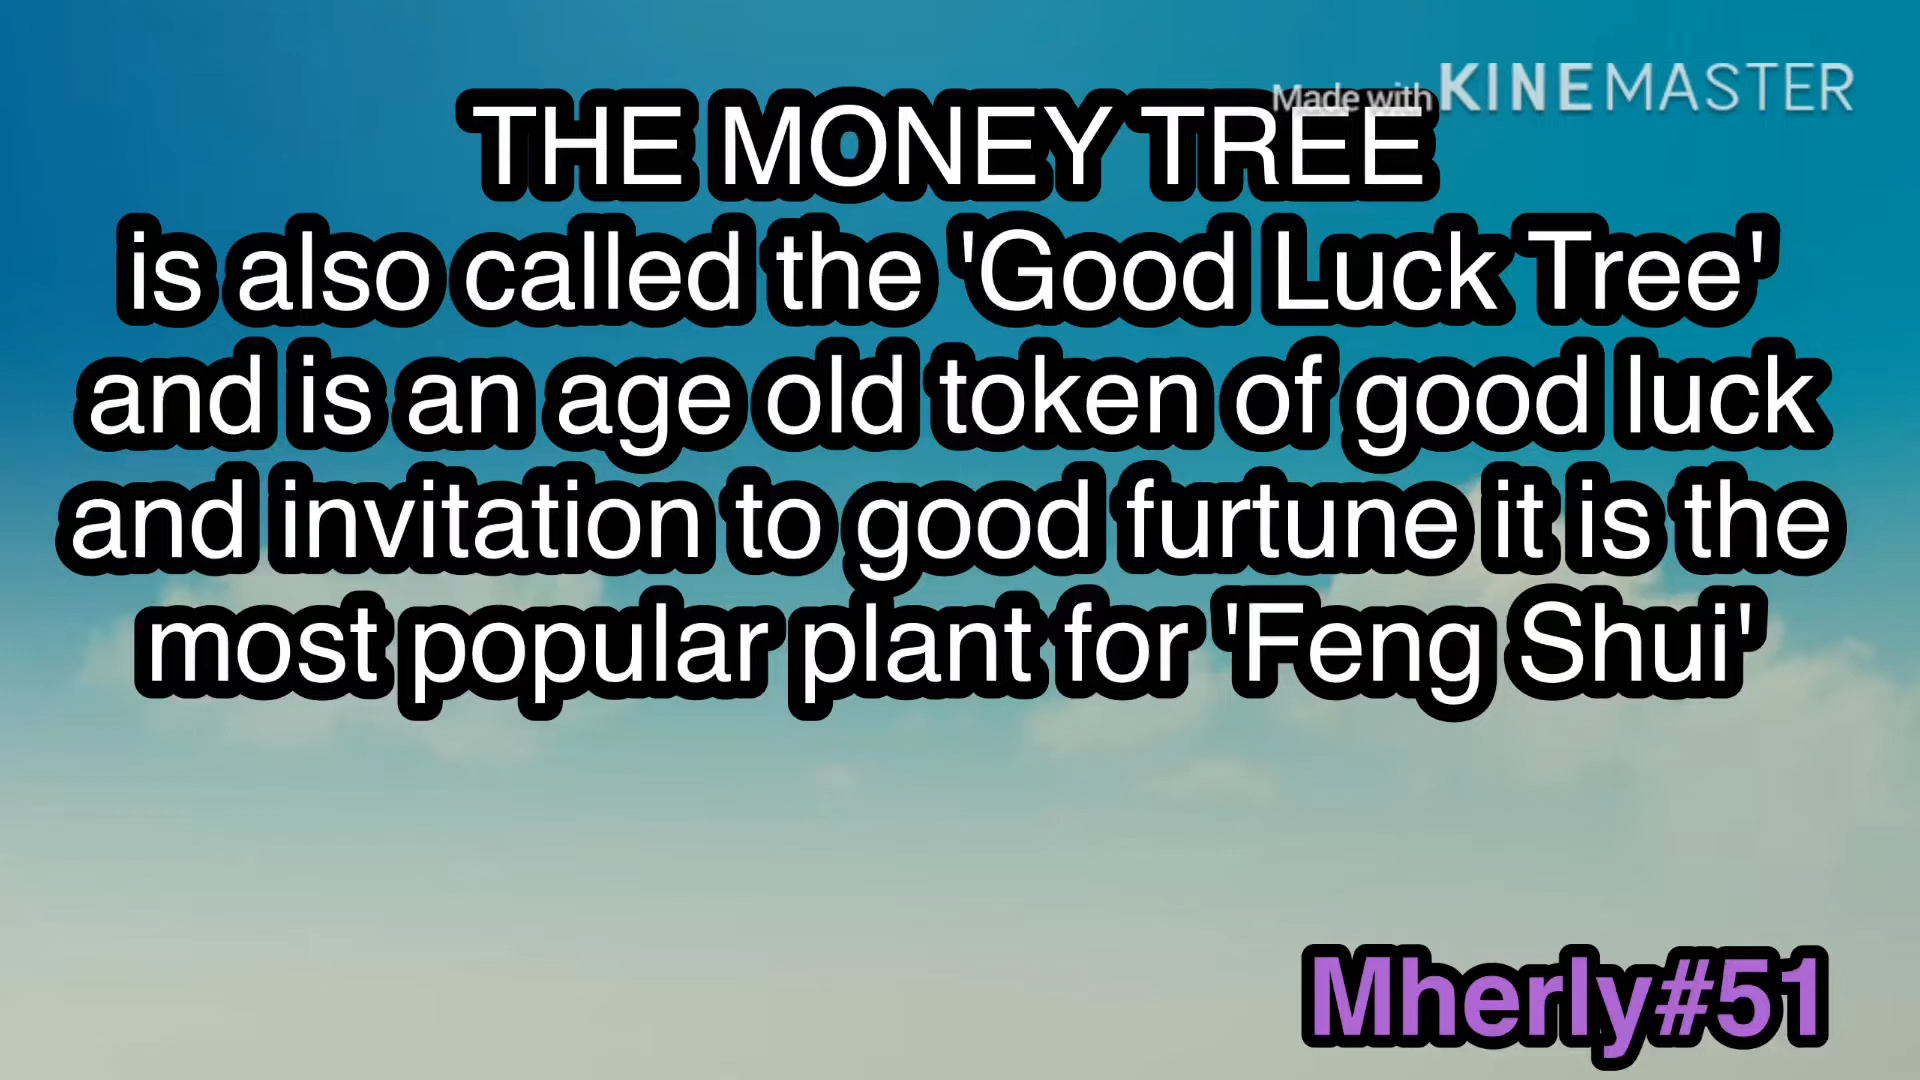 Made with KINEMASTER
THE MONEY TREE
is also called the 'Good Luck Tree'
and is an age old token of good luck
and invitation to good furtune it is the
most popular plant for 'Feng Shui'
Mherly#51